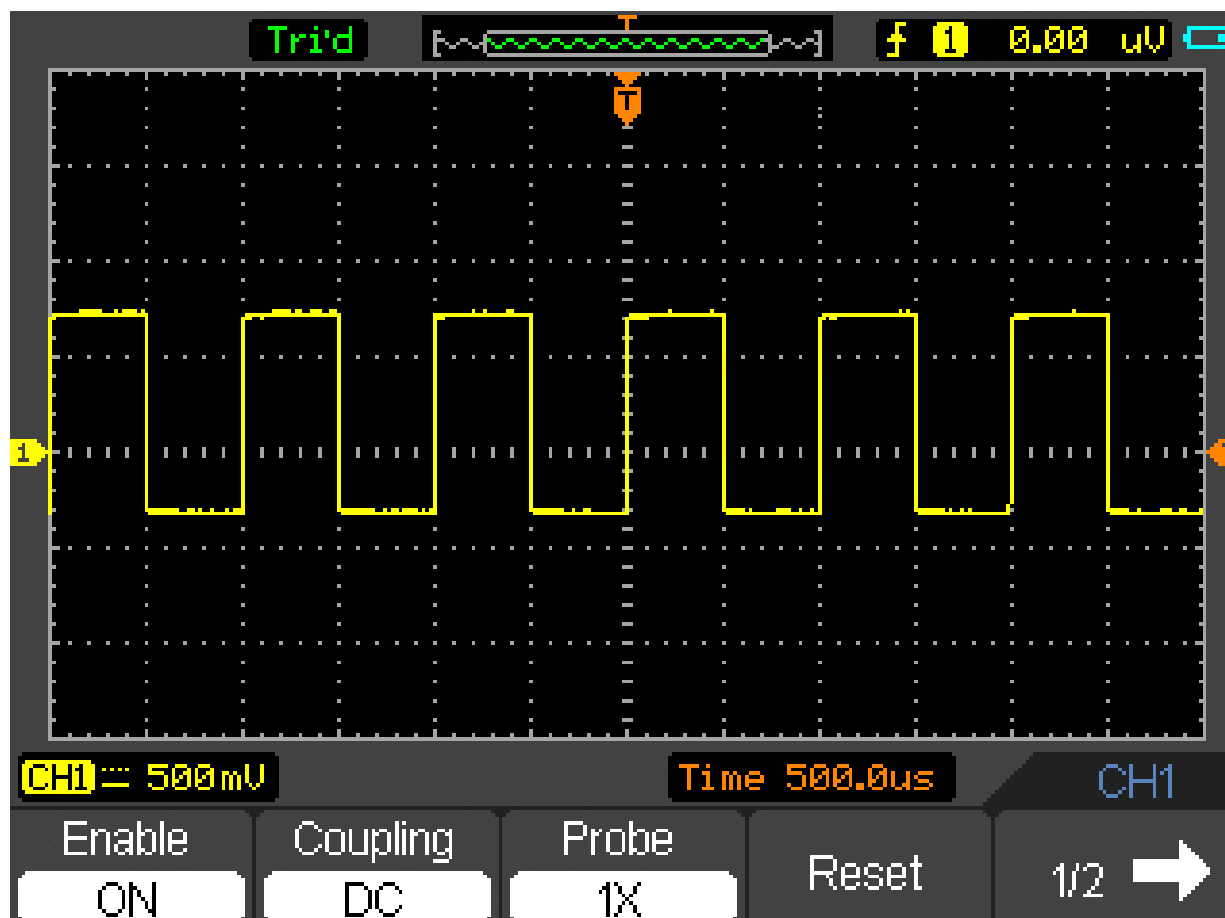 Tri'd T 1 0.00 uV
T
1
CH1 500mV Time 500.0us CH1
Enable Coupling Probe Reset 1/2
ON DC 1X